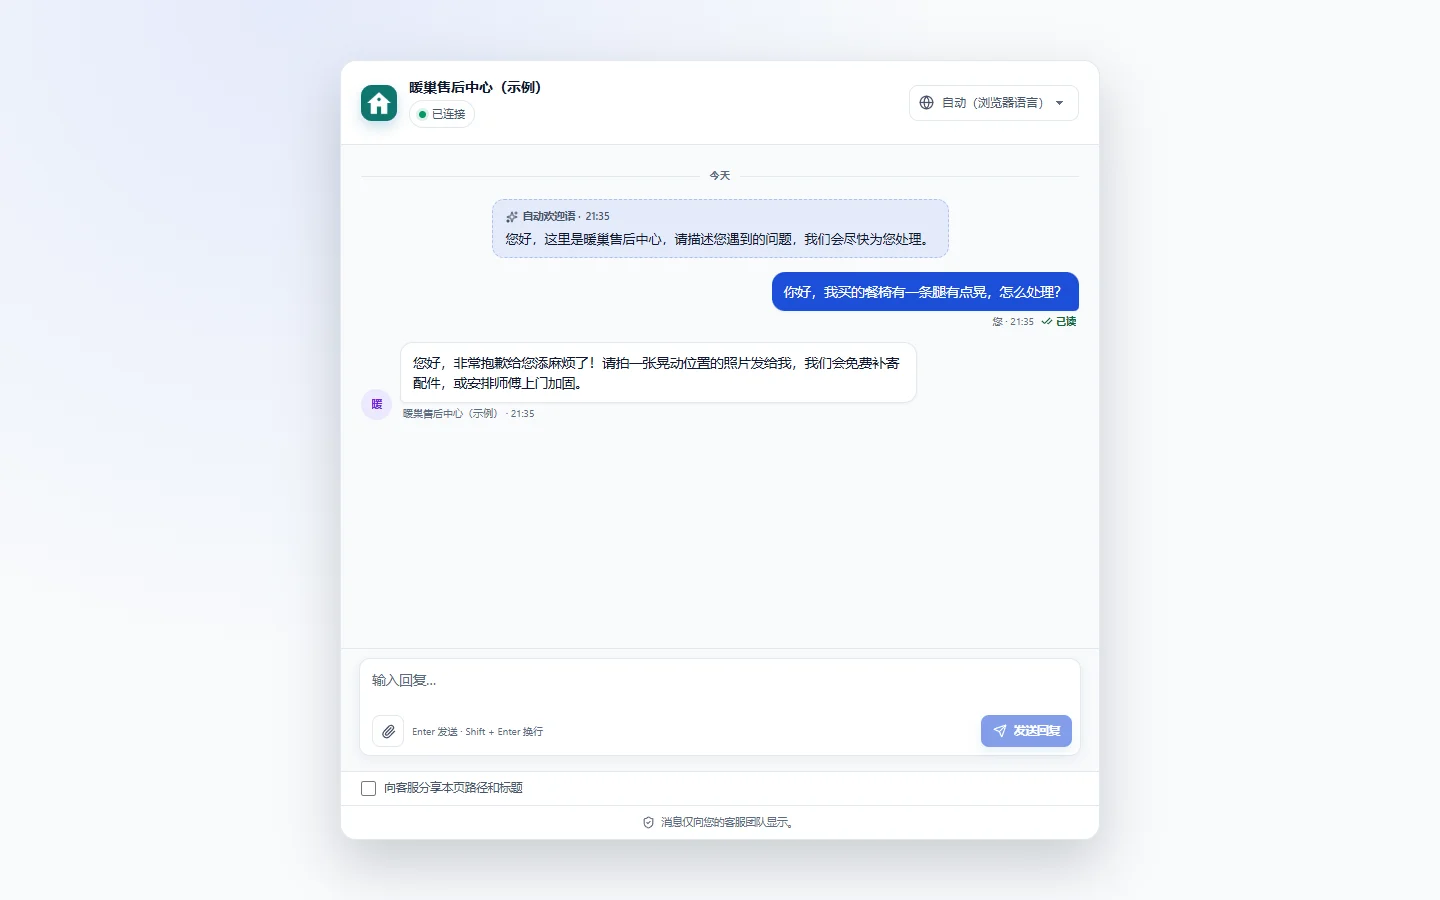 暖巢售后中心（示例）
已连接
自动（浏览器语言）
今天
自动欢迎语 · 21:35
您好，这里是暖巢售后中心，请描述您遇到的问题，我们会尽快为您处理。
你好，我买的餐椅有一条腿有点晃，怎么处理？
您 · 21:35 已读
您好，非常抱歉给您添麻烦了！请拍一张晃动位置的照片发给我，我们会免费补寄
配件，或安排师傅上门加固。
暖
暖巢售后中心（示例） · 21:35
输入回复...
Enter 发送 · Shift + Enter 换行
发送回复
向客服分享本页路径和标题
消息仅向您的客服团队显示。